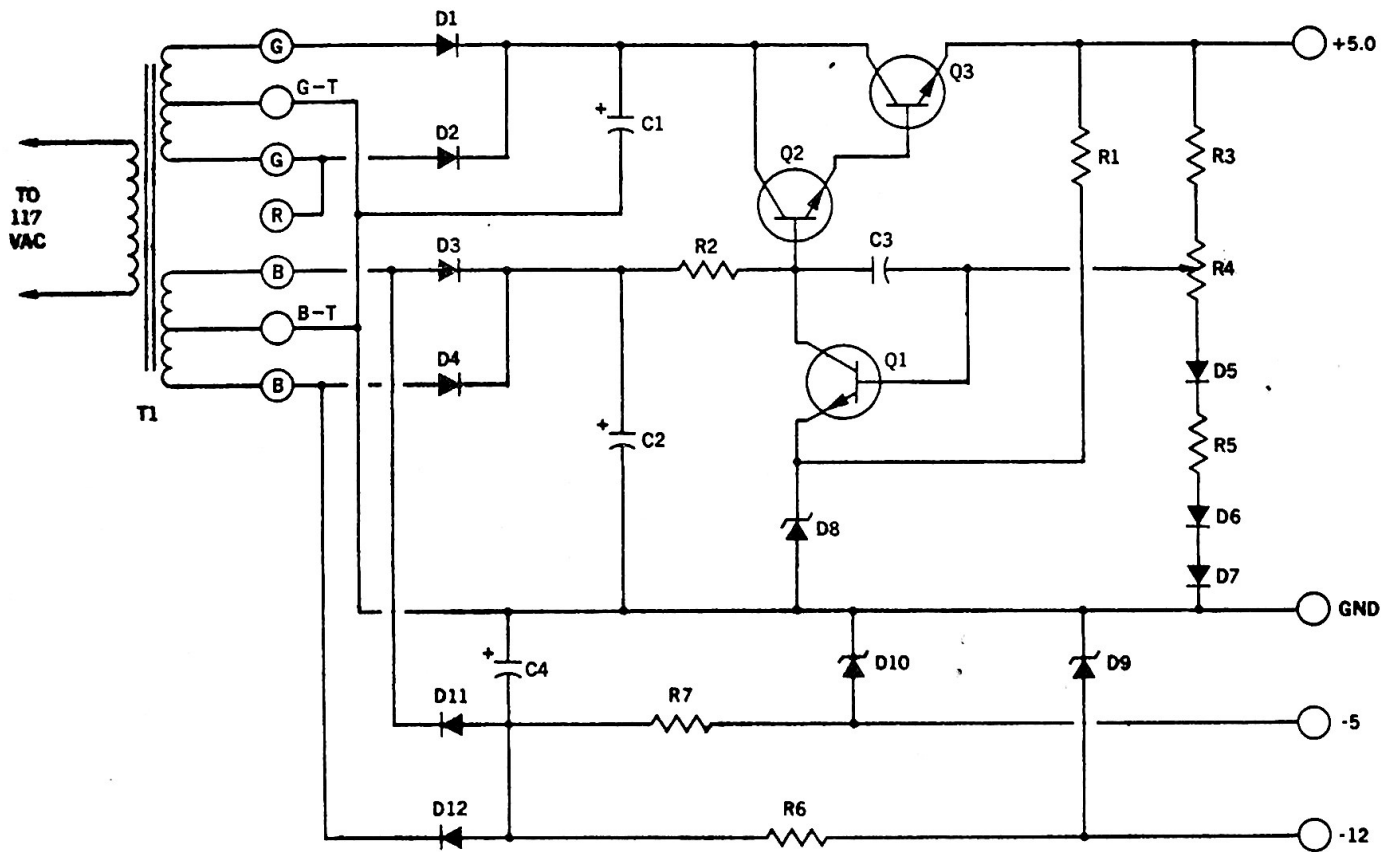 D1
G
+5.0
Q3
G-T
+
C1
D2
G
Q2
R1
R3
TO
117
VAC
R
D3
R2
C3
B
R4
B-T
D4
Q1
B
D5
T1
+
C2
R5
D8
D6
D7
GND
+
C4
D10
D9
D11
R7
-5
D12
R6
-12